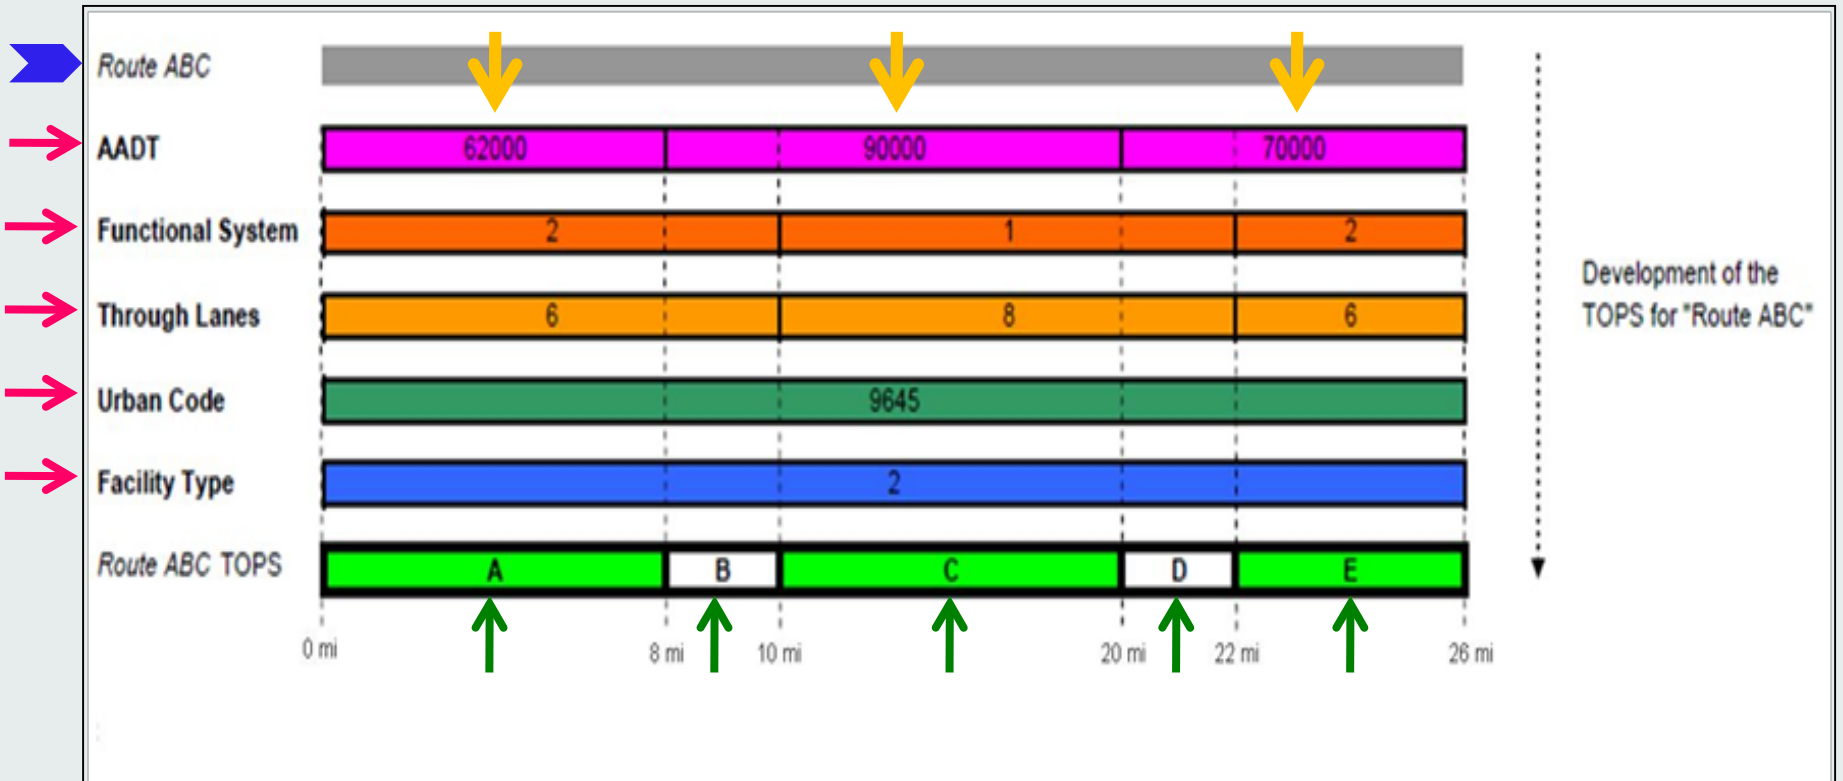 Route ABC
AADT 62000 90000 70000
Functional System 2 1 2
Through Lanes 6 8 6
Urban Code 9645
Facility Type 2
Route ABC TOPS A B C D E
0 mi 8 mi 10 mi 20 mi 22 mi 26 mi
Development of the
TOPS for "Route ABC"